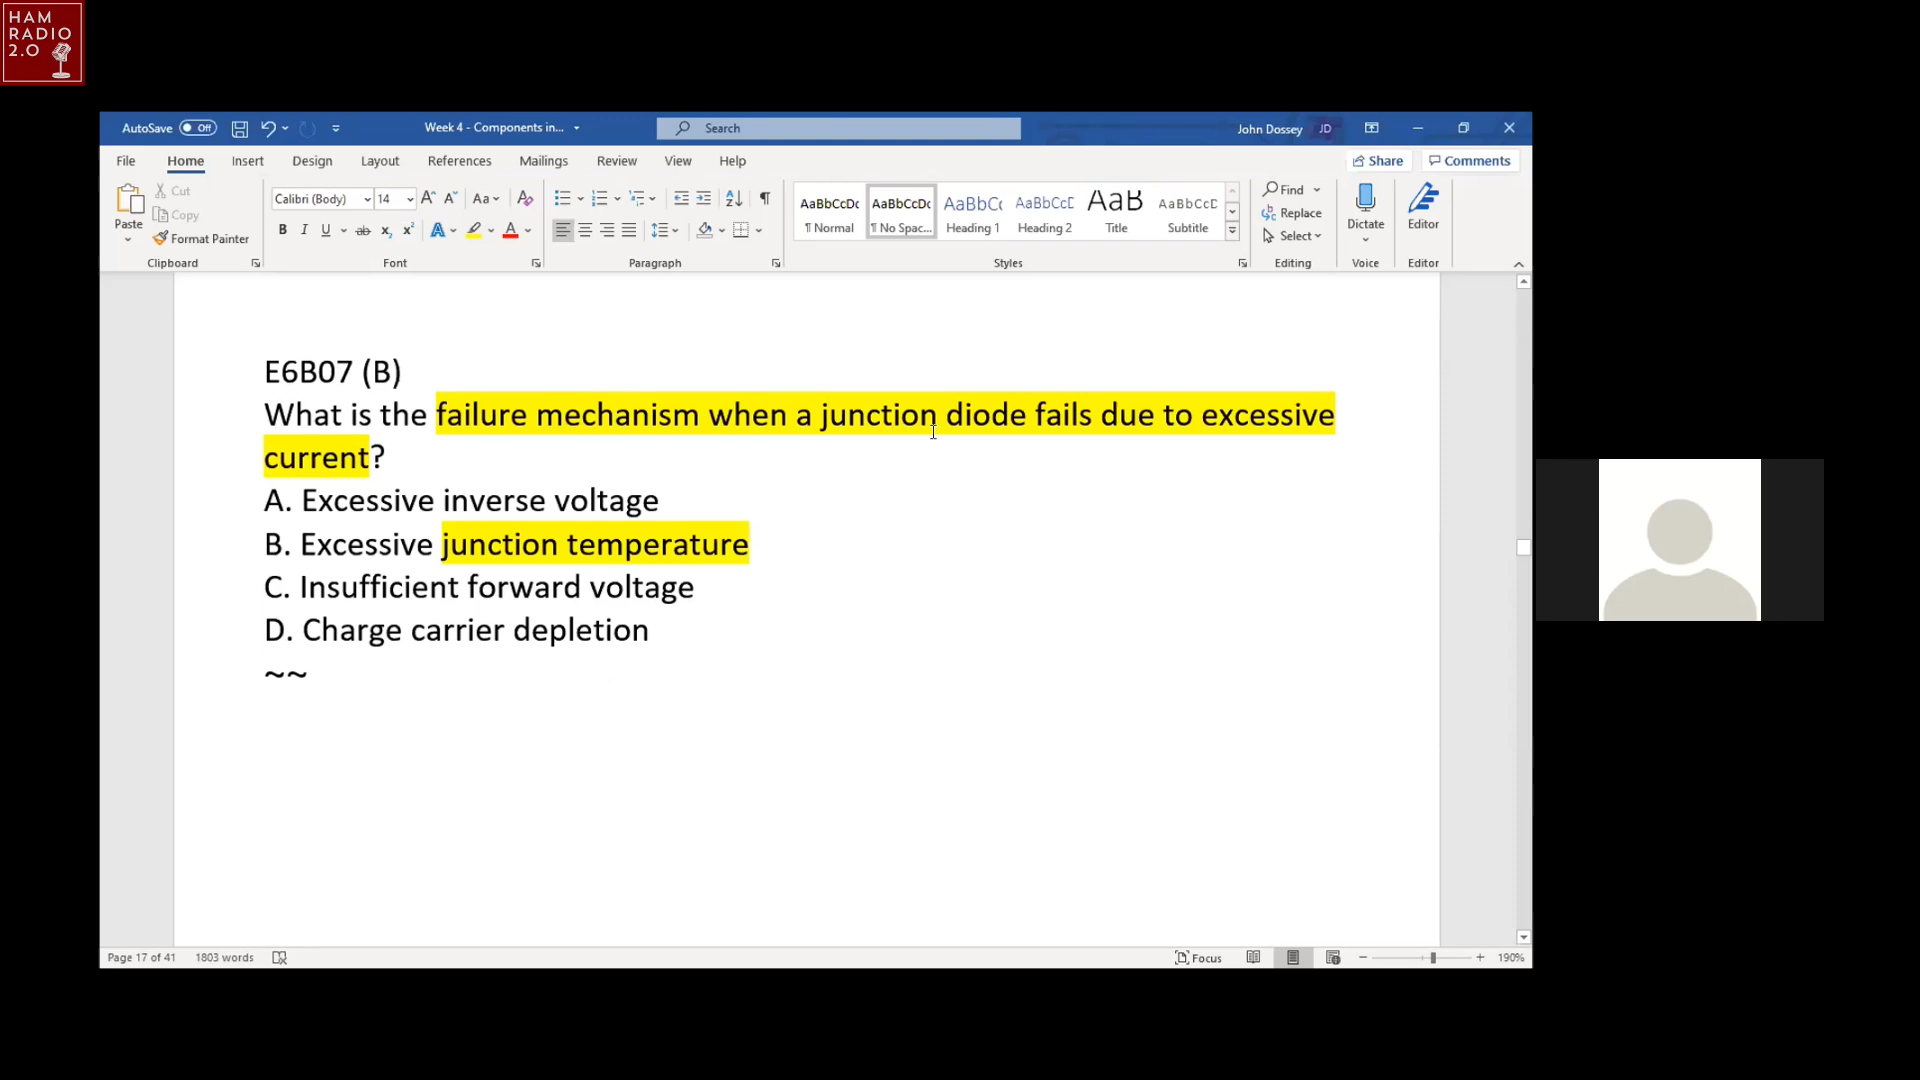 HAM
RADIO
2.0
AutoSave Off
Week 4 - Components in...
Search
John Dossey JD
File Home Insert Design Layout References Mailings Review View Help
Share Comments
Paste
Cut
Copy
Format Painter
Clipboard
Calibri (Body) 14
Font
Paragraph
AaBbCcDc AaBbCcDc AaBbCc AaBbCcD AaB AaBbCcD
¶ Normal ¶ No Spac... Heading 1 Heading 2 Title Subtitle
Styles
Find
Replace
Select
Editing
Dictate
Voice
Editor
Editor
E6B07 (B)
What is the failure mechanism when a junction diode fails due to excessive
current?
A. Excessive inverse voltage
B. Excessive junction temperature
C. Insufficient forward voltage
D. Charge carrier depletion
~~
Page 17 of 41 1803 words
Focus
190%